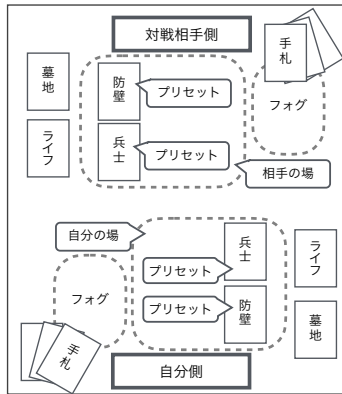 対戦相手側
手札
墓地
防壁
プリセット
フォグ
ライフ
兵士
プリセット
相手の場
自分の場
兵士
ライフ
プリセット
フォグ
プリセット
防壁
墓地
手札
自分側